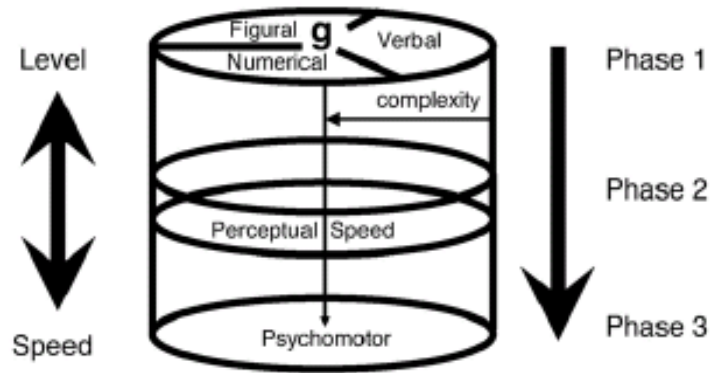 Figural
g
Verbal
Numerical
Level
Phase 1
complexity
Phase 2
Perceptual Speed
Speed
Psychomotor
Phase 3